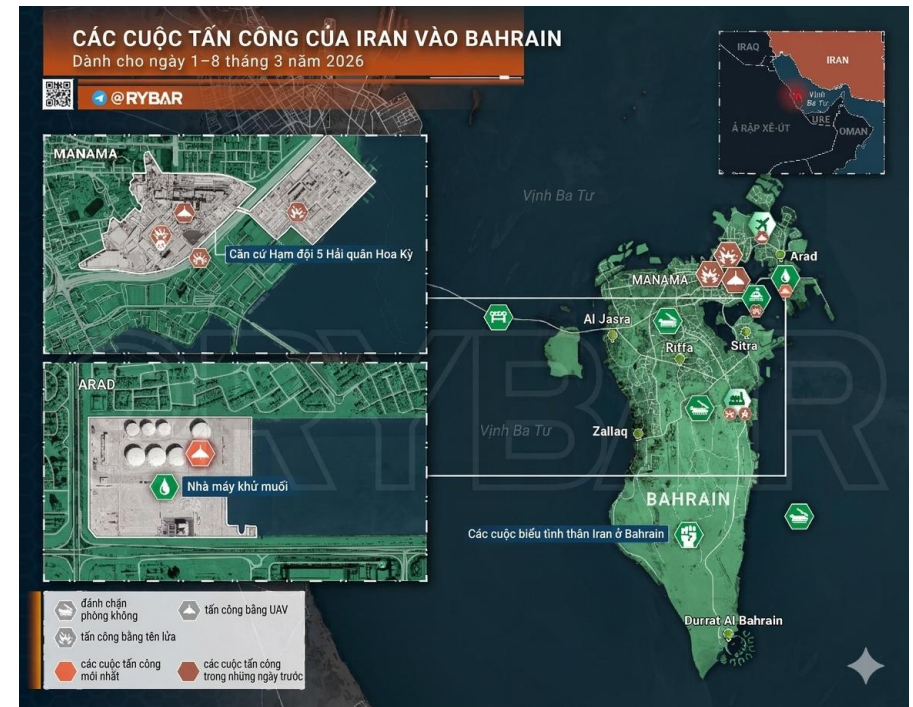 CÁC CUỘC TẤN CÔNG CỦA IRAN VÀO BAHRAIN
Dành cho ngày 1–8 tháng 3 năm 2026
@RYBAR
IRAQ
IRAN
Vịnh
Ba Tư
Ả RẬP XÊ-ÚT
URE
OMAN
MANAMA
Căn cứ Hạm đội 5 Hải quân Hoa Kỳ
ARAD
Nhà máy khử muối
Vịnh Ba Tư
Arad
MANAMA
Al Jasra
Riffa
Sitra
Vịnh Ba Tư
Zallaq
BAHRAIN
Các cuộc biểu tình thân Iran ở Bahrain
Durrat Al Bahrain
RYBAR
đánh chặn
phòng không
tấn công bằng UAV
tấn công bằng tên lửa
các cuộc tấn công
mới nhất
các cuộc tấn công
trong những ngày trước